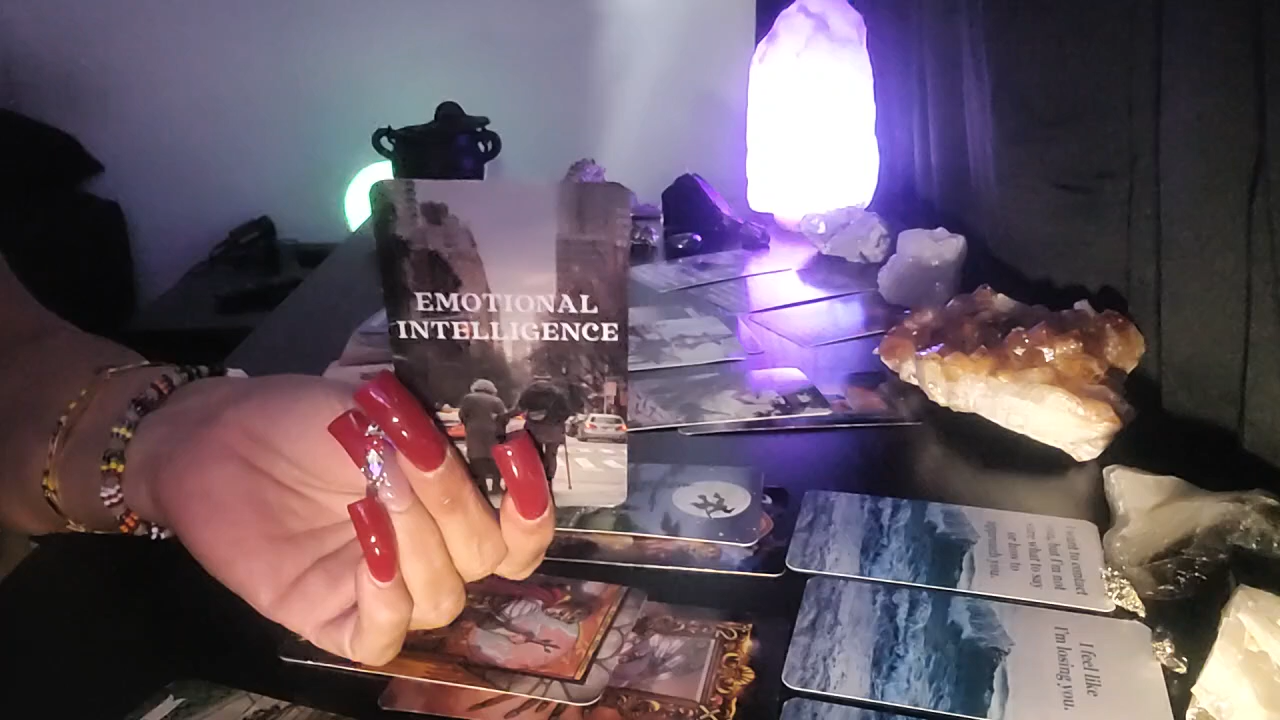 EMOTIONAL
INTELLIGENCE
I want to contact
you, but I'm not
sure what to say
or how to
approach you.
I feel like
I'm losing you.